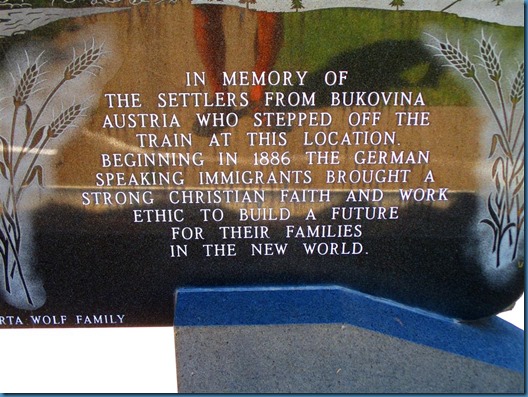 IN MEMORY OF
THE SETTLERS FROM BUKOVINA
AUSTRIA WHO STEPPED OFF THE
TRAIN AT THIS LOCATION.
BEGINNING IN 1886 THE GERMAN
SPEAKING IMMIGRANTS BROUGHT A
STRONG CHRISTIAN FAITH AND WORK
ETHIC TO BUILD A FUTURE
FOR THEIR FAMILIES
IN THE NEW WORLD.
WOLF FAMILY